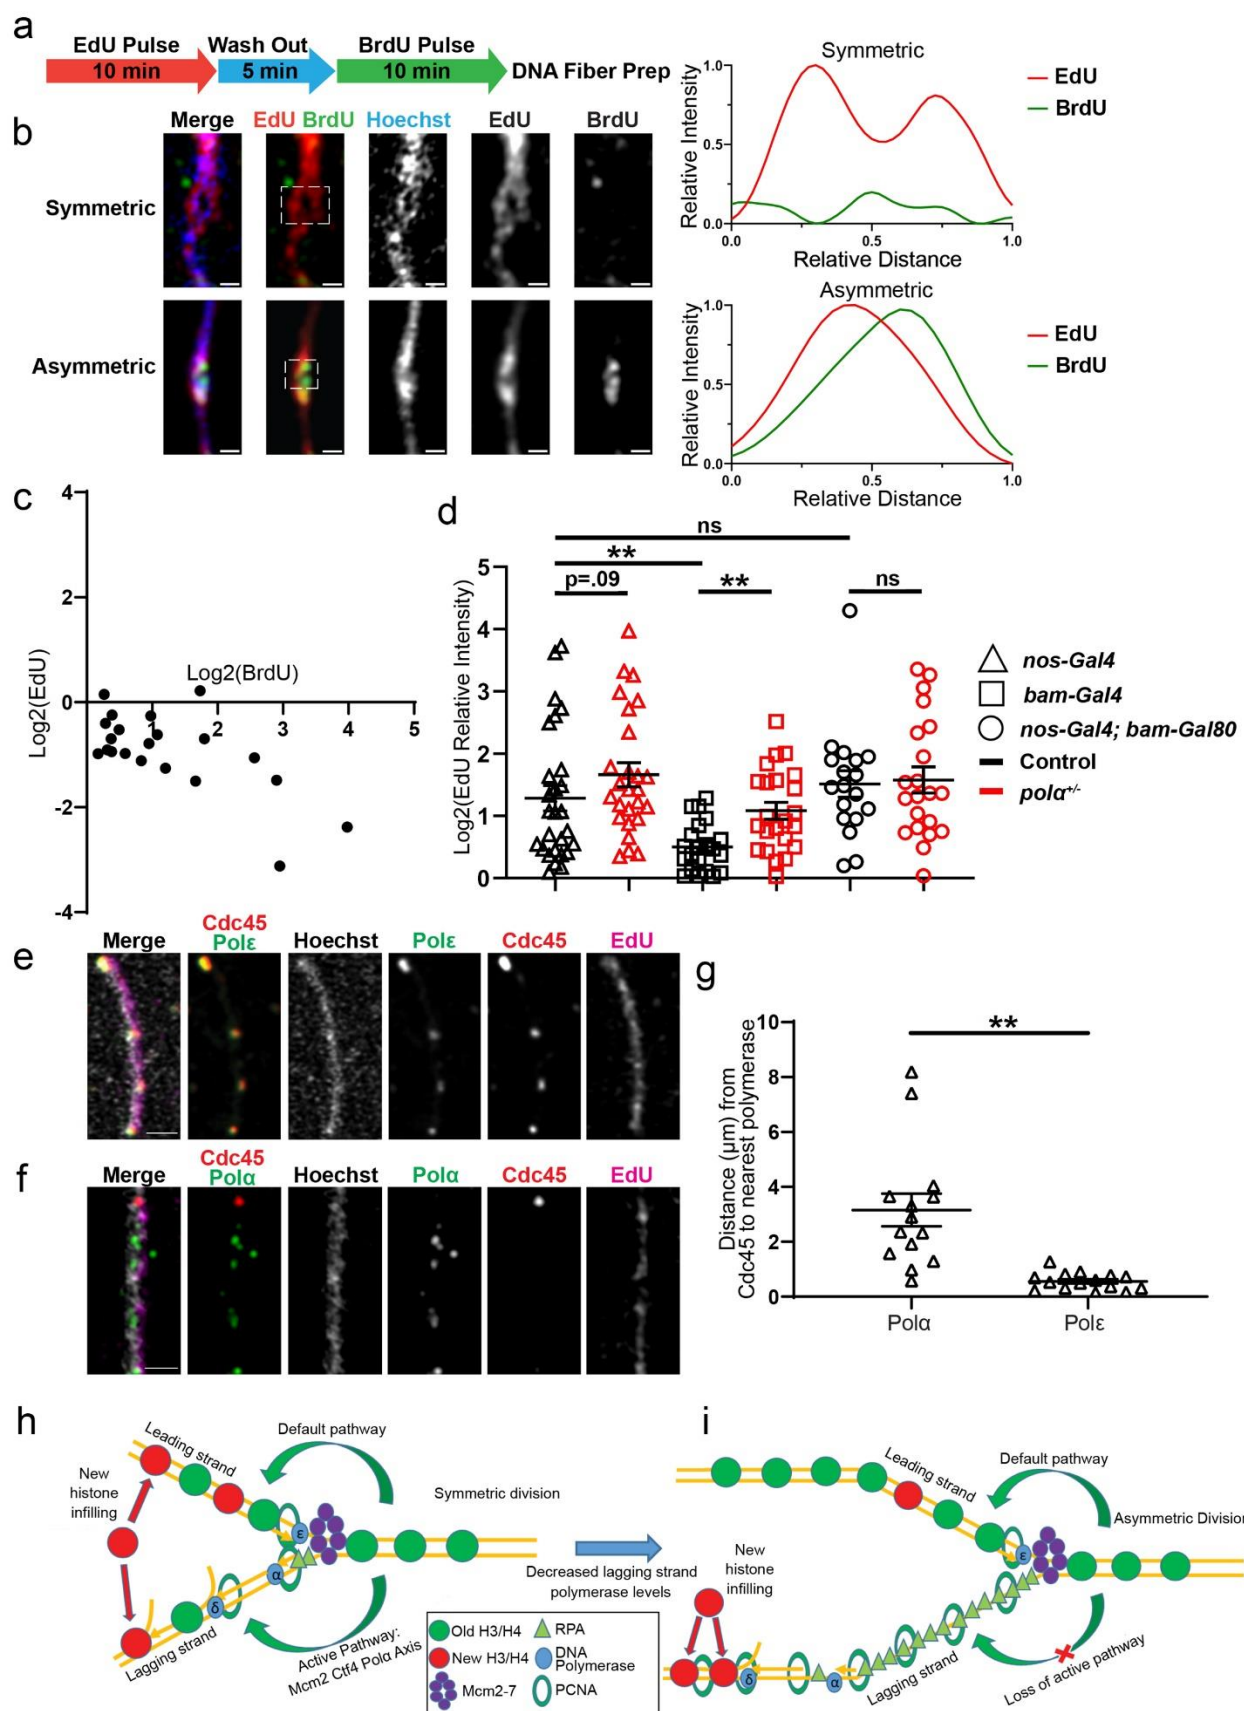 a
EdU Pulse
Wash Out
BrdU Pulse
10 min
5 min
10 min
DNA Fiber Prep
Symmetric
Relative Intensity
1.0
0.5
0.0
0.0
0.5
1.0
Relative Distance
EdU
BrdU
b
Merge
EdU BrdU
Hoechst
EdU
BrdU
Symmetric
Asymmetric
Asymmetric
Relative Intensity
1.0
0.5
0.0
0.0
0.5
1.0
Relative Distance
EdU
BrdU
c
Log2(EdU)
4
2
0
-2
-4
Log2(BrdU)
1
2
3
4
5
d
Log2(EdU Relative Intensity)
5
4
3
2
1
0
ns
**
p=.09
**
ns
nos-Gal4
bam-Gal4
nos-Gal4; bam-Gal80
Control
polα+/-
e
Merge
Cdc45
Polε
Hoechst
Polε
Cdc45
EdU
f
Merge
Cdc45
Polα
Hoechst
Polα
Cdc45
EdU
g
Distance (µm) from
Cdc45 to nearest polymerase
10
8
6
4
2
0
**
Polα
Polε
h
Leading strand
Default pathway
New
histone
infilling
Symmetric division
ε
α
δ
Lagging strand
Active Pathway:
Mcm2 Ctf4 Polα Axis
Decreased lagging strand
polymerase levels
Old H3/H4
New H3/H4
Mcm2-7
RPA
DNA
Polymerase
PCNA
i
Leading strand
Default pathway
Asymmetric Division
New
histone
infilling
ε
α
δ
Lagging strand
Loss of active pathway